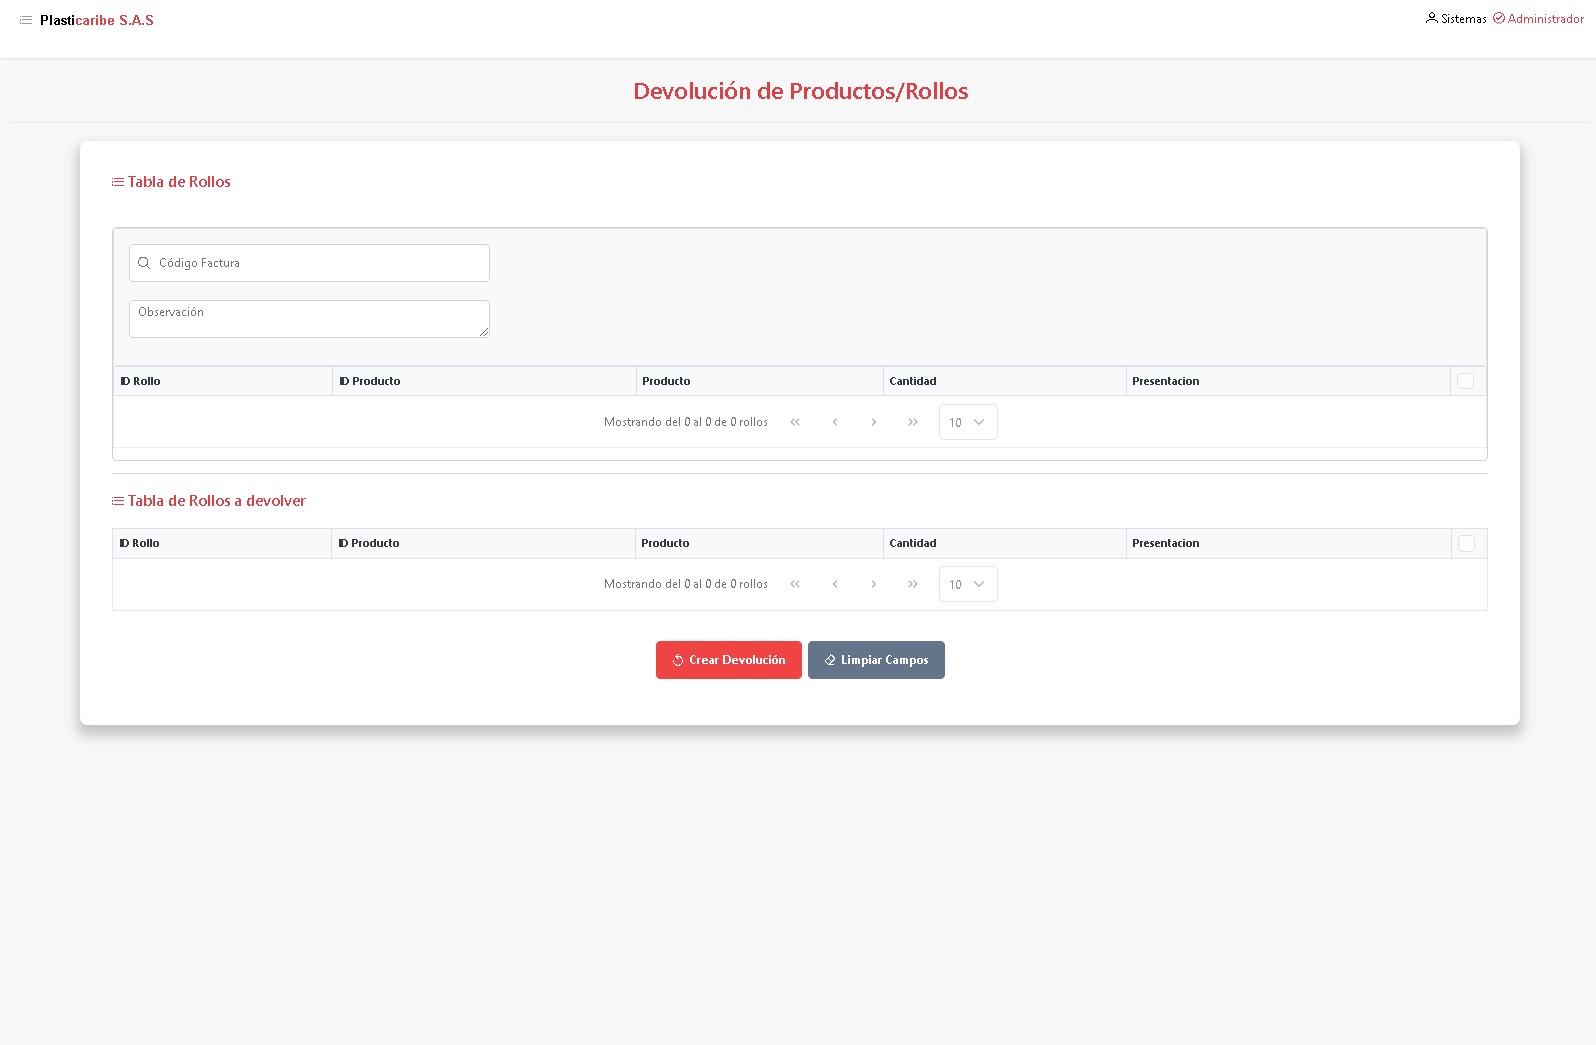 Plasticaribe S.A.S
Sistemas Administrador
Devolución de Productos/Rollos
Tabla de Rollos
Código Factura
Observación
ID Rollo ID Producto Producto Cantidad Presentacion
Mostrando del 0 al 0 de 0 rollos 10
Tabla de Rollos a devolver
ID Rollo ID Producto Producto Cantidad Presentacion
Mostrando del 0 al 0 de 0 rollos 10
Crear Devolución Limpiar Campos